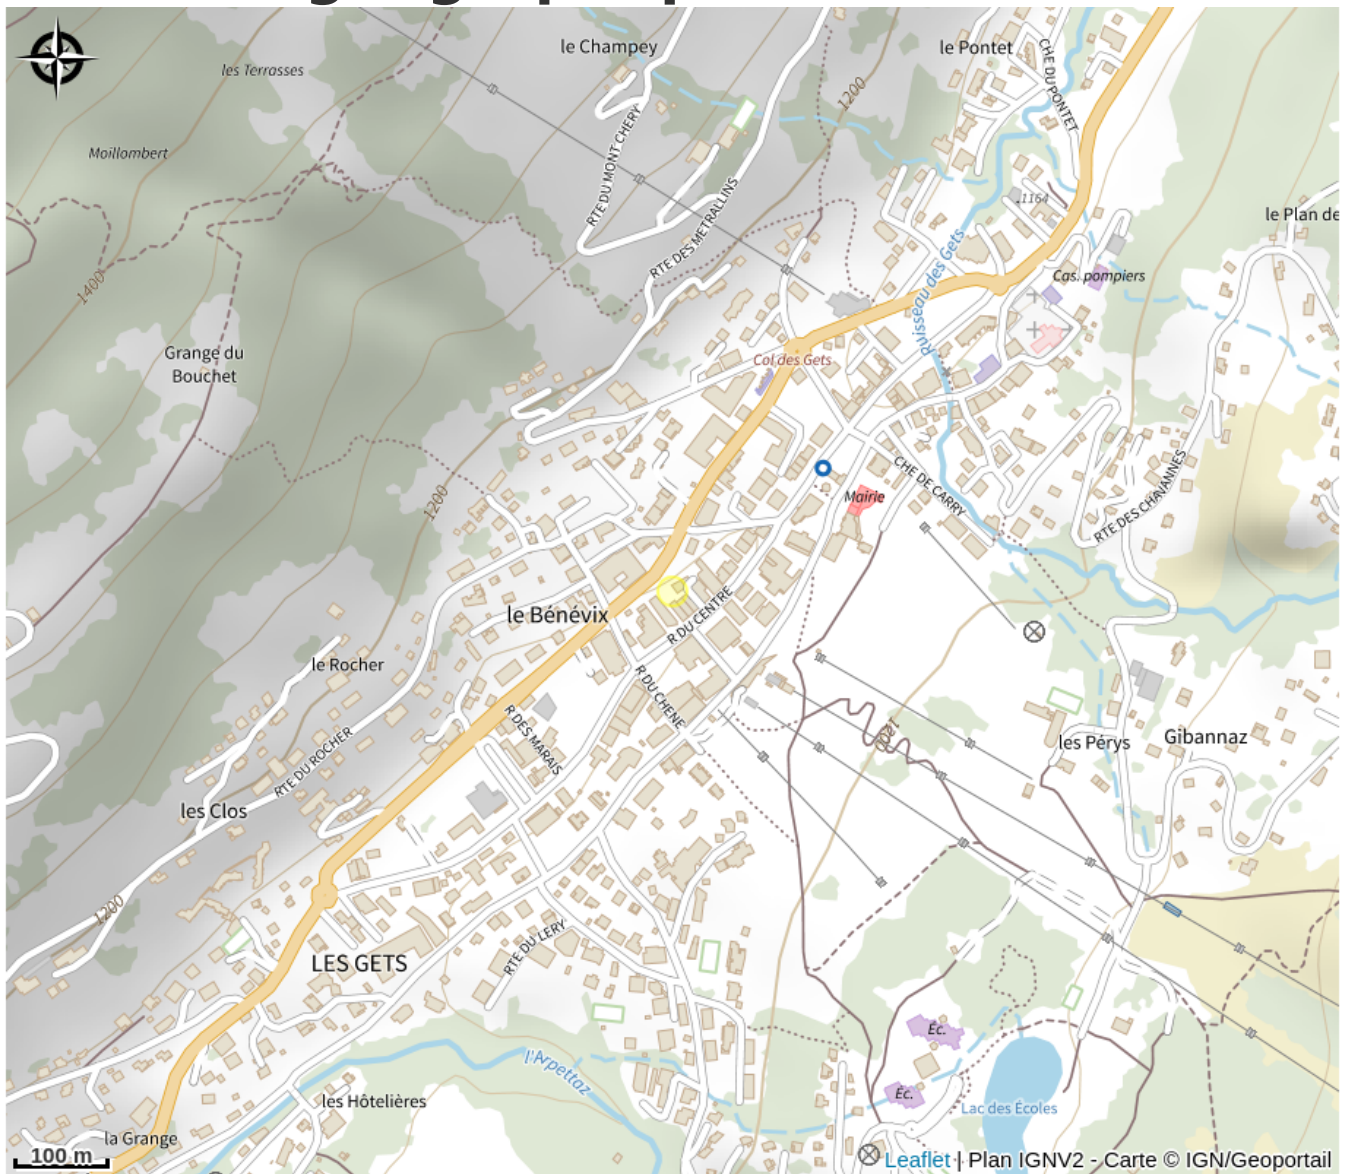 le Champey
le Pontet
CHE DU PONTET
les Terrasses
1200
RTE DU MONT CHERY
Moillombert
1164
RTE DES METRALLINS
le Plan de
Ruisseau des Gets
Cas. pompiers
1400
Grange du
Bouchet
Col des Gets
CHE DE CARRY
Mairie
1200
RTE DES CHAVANNES
le Bénévix
R DU CENTRE
le Rocher
R DU CHENE
R DES MARAIS
1200
les Pérys
Gibannaz
RTE DU ROCHER
les Clos
1200
LES GETS
RTE DU LERY
Éc.
l'Arpettaz
Éc.
les Hôtelières
Lac des Écoles
la Grange
100 m
Leaflet | Plan IGNV2 - Carte © IGN/Geoportail